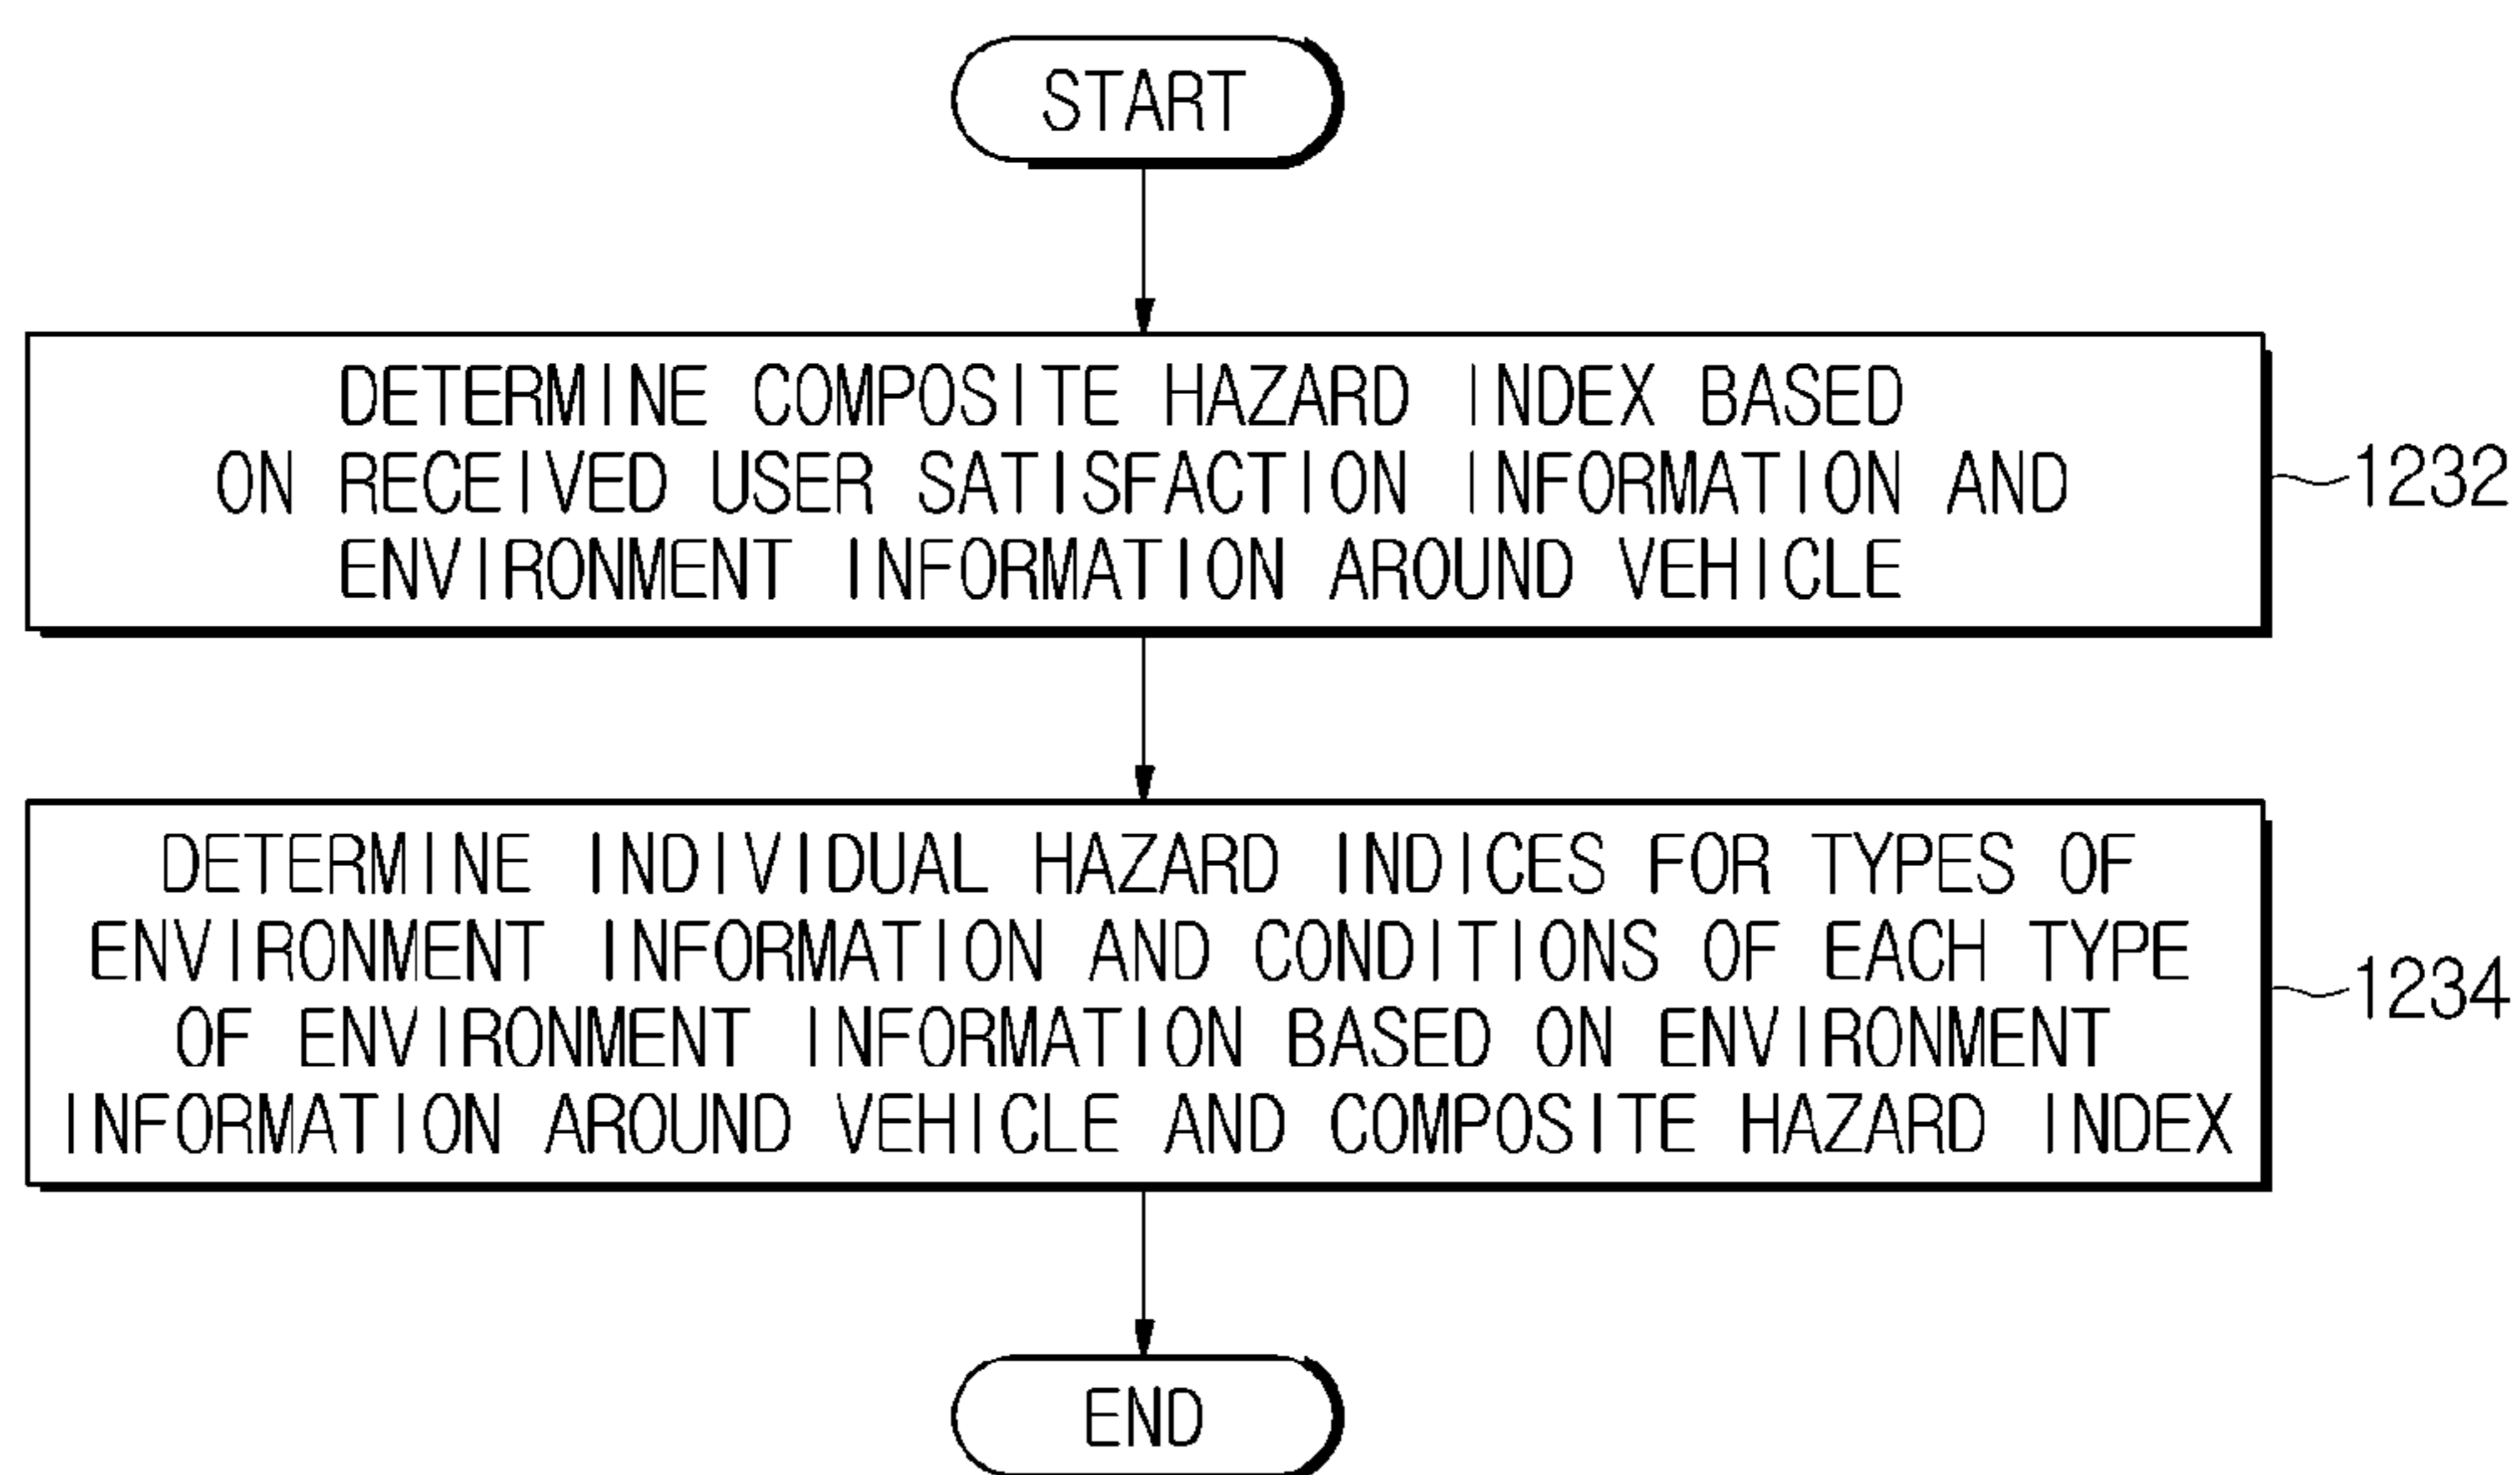 START
DETERMINE COMPOSITE HAZARD INDEX BASED
ON RECEIVED USER SATISFACTION INFORMATION AND
ENVIRONMENT INFORMATION AROUND VEHICLE
1232
DETERMINE INDIVIDUAL HAZARD INDICES FOR TYPES OF
ENVIRONMENT INFORMATION AND CONDITIONS OF EACH TYPE
OF ENVIRONMENT INFORMATION BASED ON ENVIRONMENT
INFORMATION AROUND VEHICLE AND COMPOSITE HAZARD INDEX
1234
END